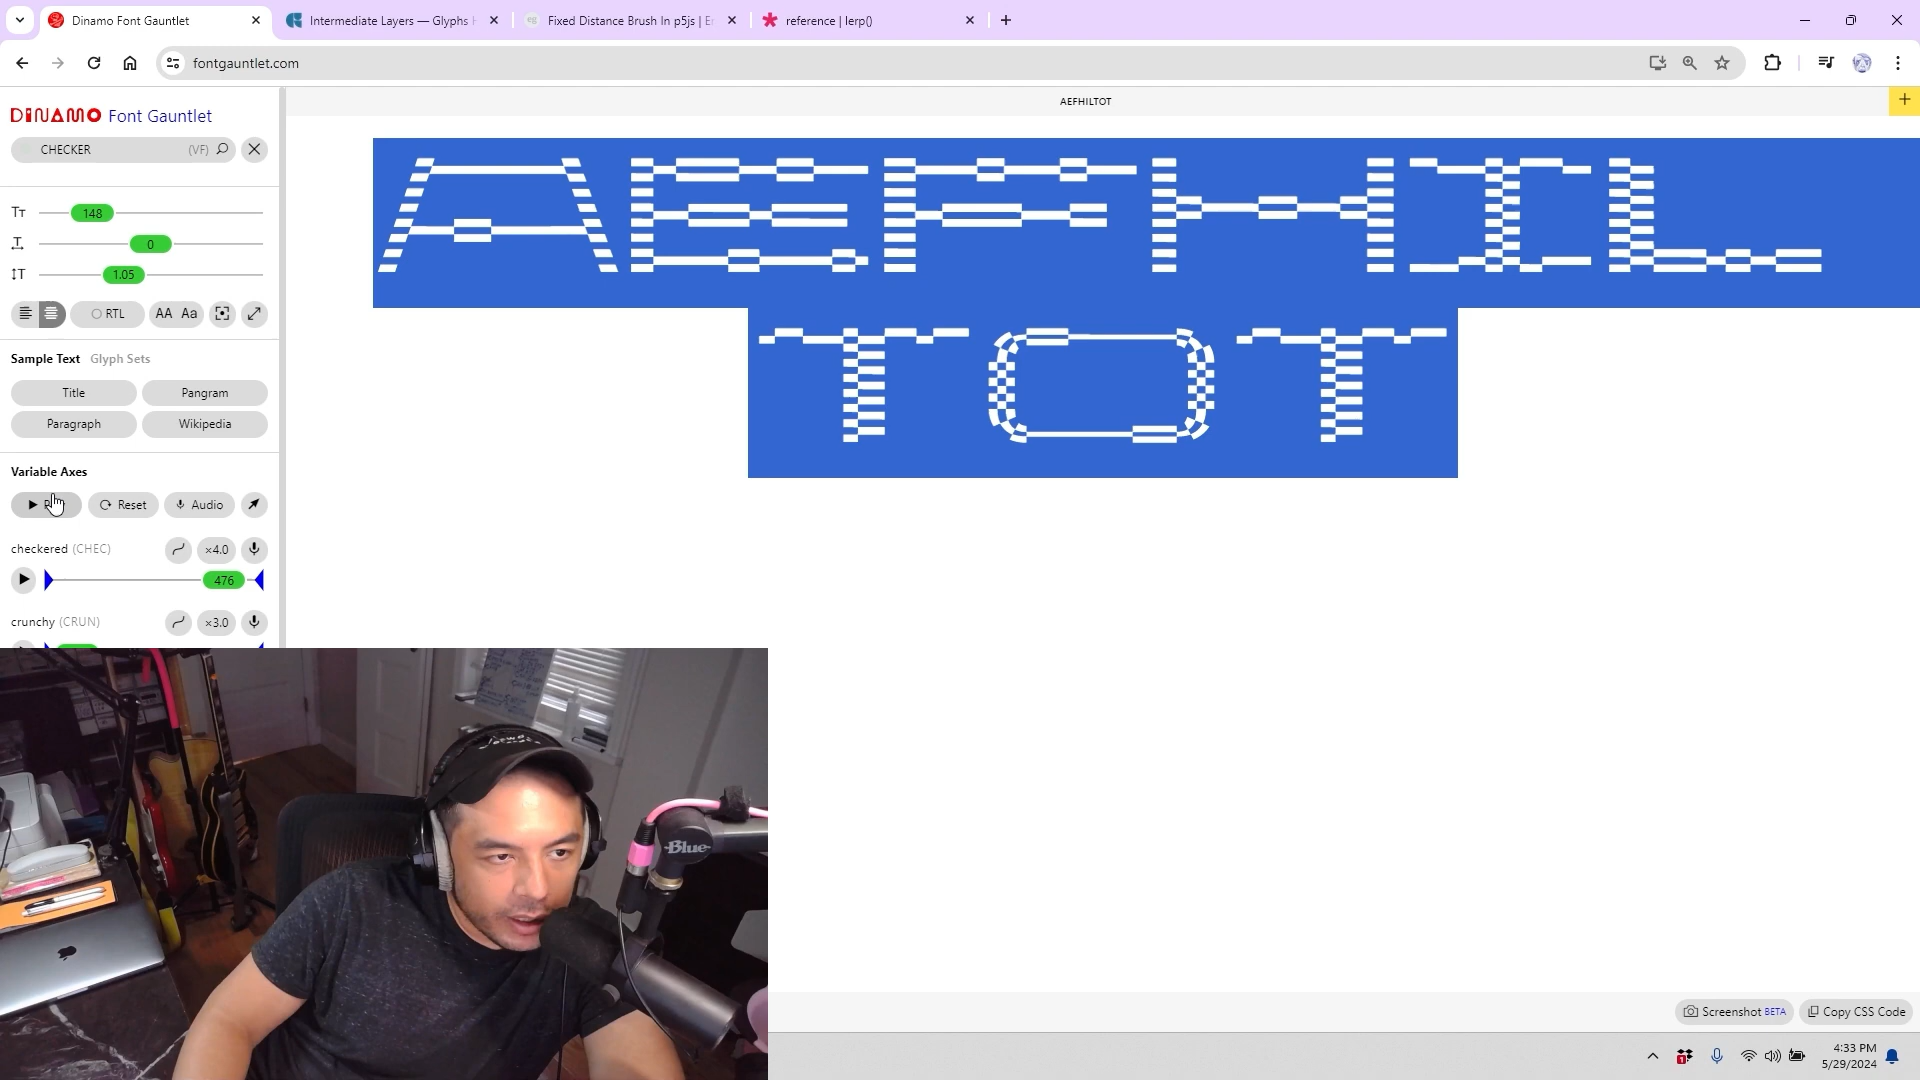 Dinamo Font Gauntlet
Intermediate Layers — Glyphs
Fixed Distance Brush In p5js | Er
reference | lerp()
fontgauntlet.com
DINAMO Font Gauntlet
CHECKER (VF)
AEFHILTOT
Tт 148
T 0
↕T 1.05
RTL AA Aa
Sample Text Glyph Sets
Title Pangram
Paragraph Wikipedia
Variable Axes
Reset Audio
checkered (CHEC) ×4.0
476
crunchy (CRUN) ×3.0
AEFHIL
TOT
Blue
Screenshot BETA Copy CSS Code
4:33 PM
5/29/2024